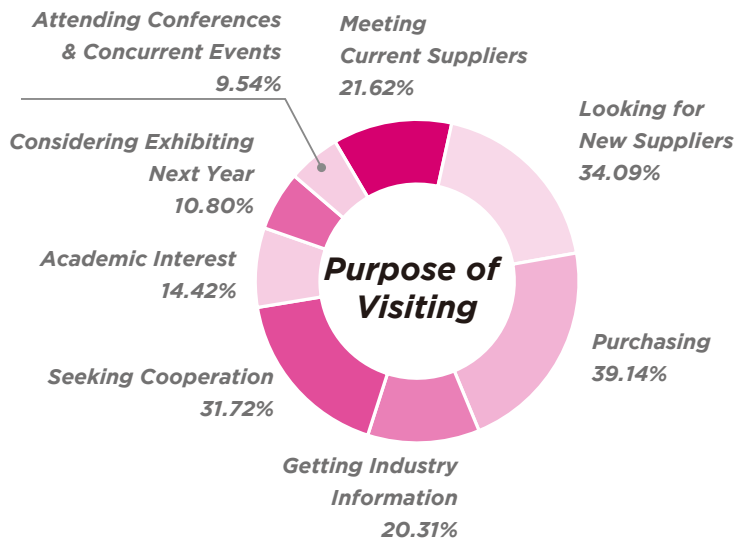 Attending Conferences
& Concurrent Events
9.54%
Meeting
Current Suppliers
21.62%
Looking for
New Suppliers
34.09%
Considering Exhibiting
Next Year
10.80%
Academic Interest
14.42%
Purpose of
Visiting
Purchasing
39.14%
Seeking Cooperation
31.72%
Getting Industry
Information
20.31%